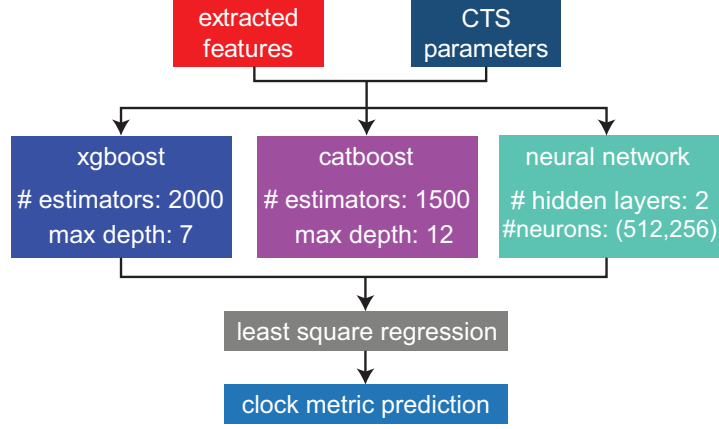 extracted
features
CTS
parameters
xgboost
# estimators: 2000
max depth: 7
catboost
# estimators: 1500
max depth: 12
neural network
# hidden layers: 2
#neurons: (512,256)
least square regression
clock metric prediction